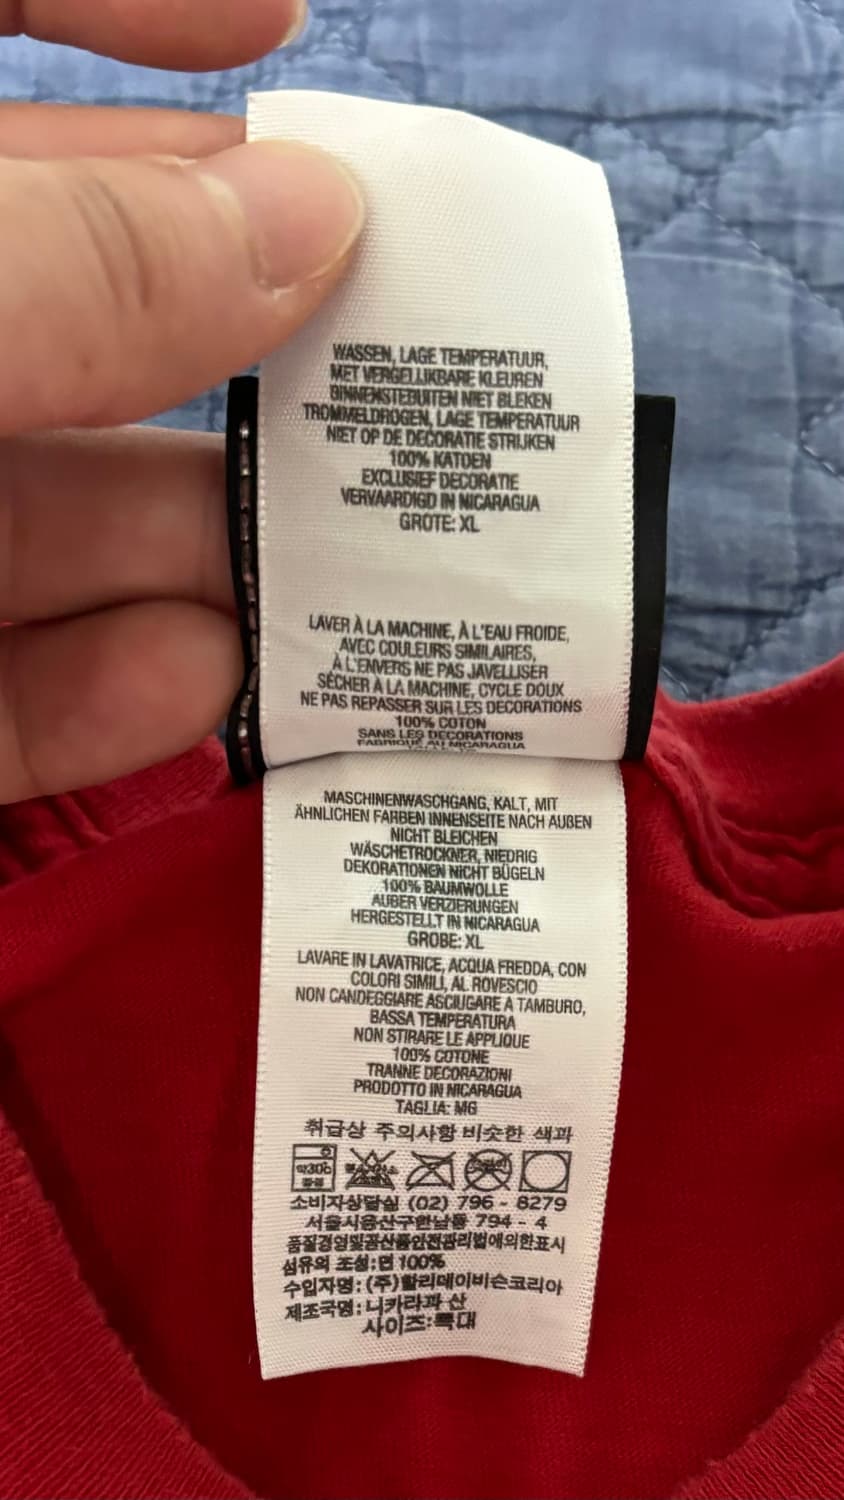 WASSEN, LAGE TEMPERATUUR,
MET VERGELIJKBARE KLEUREN
BINNENSTEBUITEN NIET BLEKEN
TROMMELDROGEN, LAGE TEMPERATUUR
NIET OP DE DECORATIE STRIJKEN
100% KATOEN
EXCLUSIEF DECORATIE
VERVAARDIGD IN NICARAGUA
GROTE: XL
LAVER À LA MACHINE, À L'EAU FROIDE,
AVEC COULEURS SIMILAIRES,
À L'ENVERS NE PAS JAVELLISER
SÉCHER À LA MACHINE, CYCLE DOUX
NE PAS REPASSER SUR LES DECORATIONS
100% COTON
SANS LES DECORATIONS
FABRIQUÉ AU NICARAGUA
MASCHINENWASCHGANG, KALT, MIT
ÄHNLICHEN FARBEN INNENSEITE NACH AUßEN
NICHT BLEICHEN
WÄSCHETROCKNER, NIEDRIG
DEKORATIONEN NICHT BÜGELN
100% BAUMWOLLE
AUßER VERZIERUNGEN
HERGESTELLT IN NICARAGUA
GROBE: XL
LAVARE IN LAVATRICE, ACQUA FREDDA, CON
COLORI SIMILI, AL ROVESCIO
NON CANDEGGIARE ASCIUGARE A TAMBURO,
BASSA TEMPERATURA
NON STIRARE LE APPLIQUE
100% COTONE
TRANNE DECORAZIONI
PRODOTTO IN NICARAGUA
TAGLIA: MG
취급상 주의사항 비슷한 색과
약30c
소비자상담실 (02) 796 - 8279
서울시용산구한남동 794 - 4
품질경영및공산품안전관리법에의한표시
섬유의 조성:면 100%
수입자명: (주)할리데이비슨코리아
제조국명: 니카라과 산
사이즈:특대